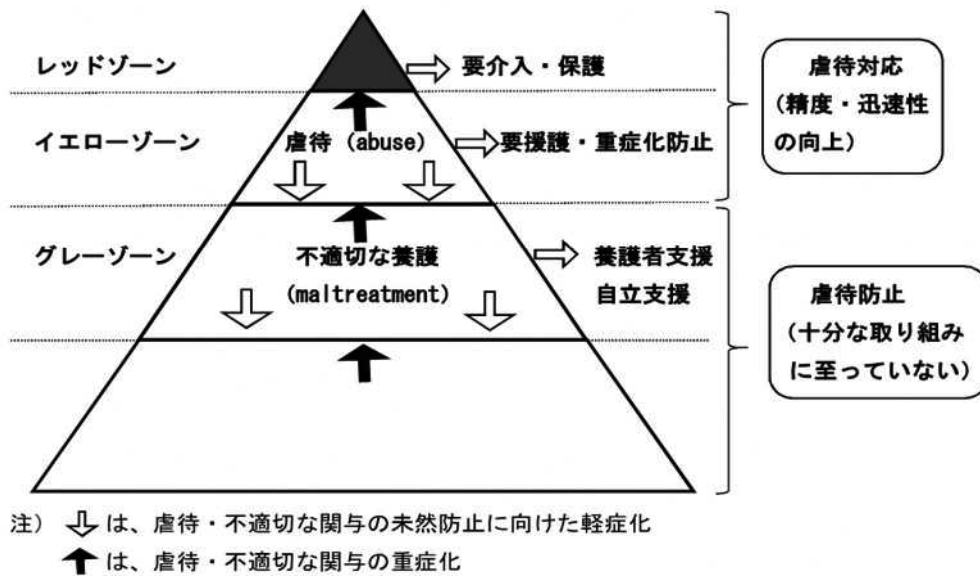 レッドゾーン
要介入・保護
虐待対応
(精度・迅速性
の向上)
イエローゾーン
虐待 (abuse)
要援護・重症化防止
グレーゾーン
不適切な養護
(maltreatment)
養護者支援
自立支援
虐待防止
(十分な取り組み
に至っていない)
注) は、虐待・不適切な関与の未然防止に向けた軽症化
は、虐待・不適切な関与の重症化